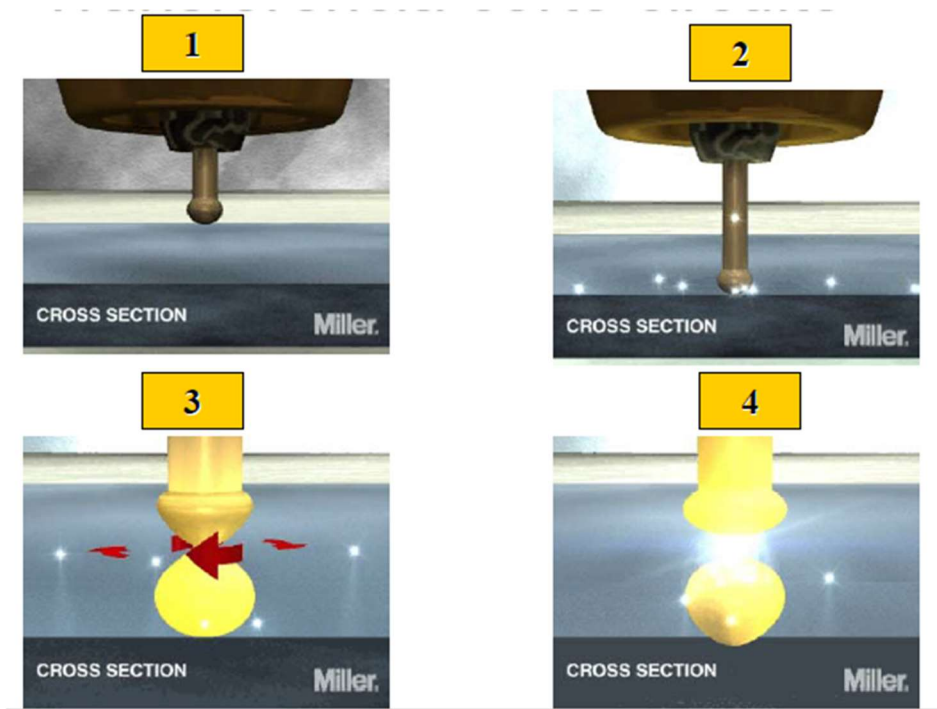 1
2
CROSS SECTION
Miller.
CROSS SECTION
Miller.
3
4
CROSS SECTION
Miller.
CROSS SECTION
Miller.